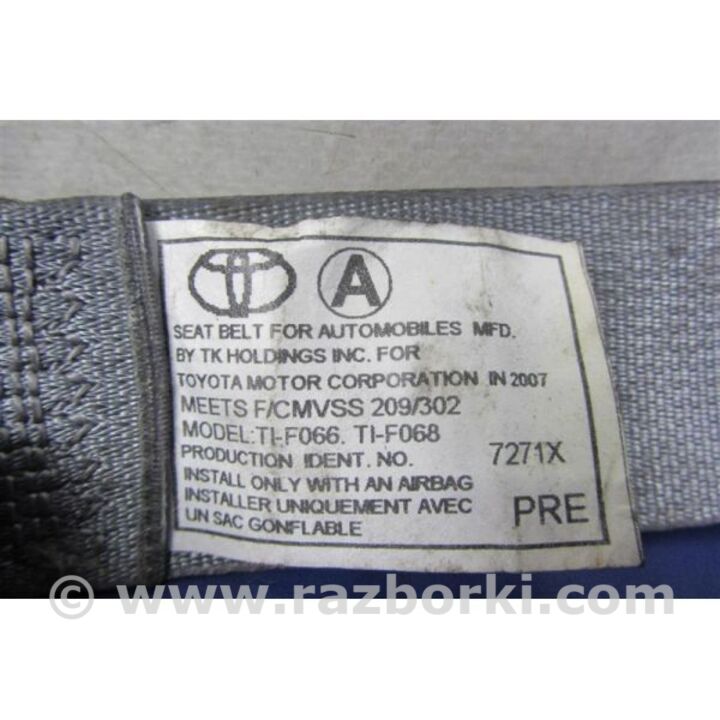 A
SEAT BELT FOR AUTOMOBILES MFD.
BY TK HOLDINGS INC. FOR
TOYOTA MOTOR CORPORATION IN 2007
MEETS F/CMVSS 209/302
MODEL:TI-F066. TI-F068
PRODUCTION IDENT. NO. 7271X
INSTALL ONLY WITH AN AIRBAG
INSTALLER UNIQUEMENT AVEC
UN SAC GONFLABLE PRE
© www.razborki.com